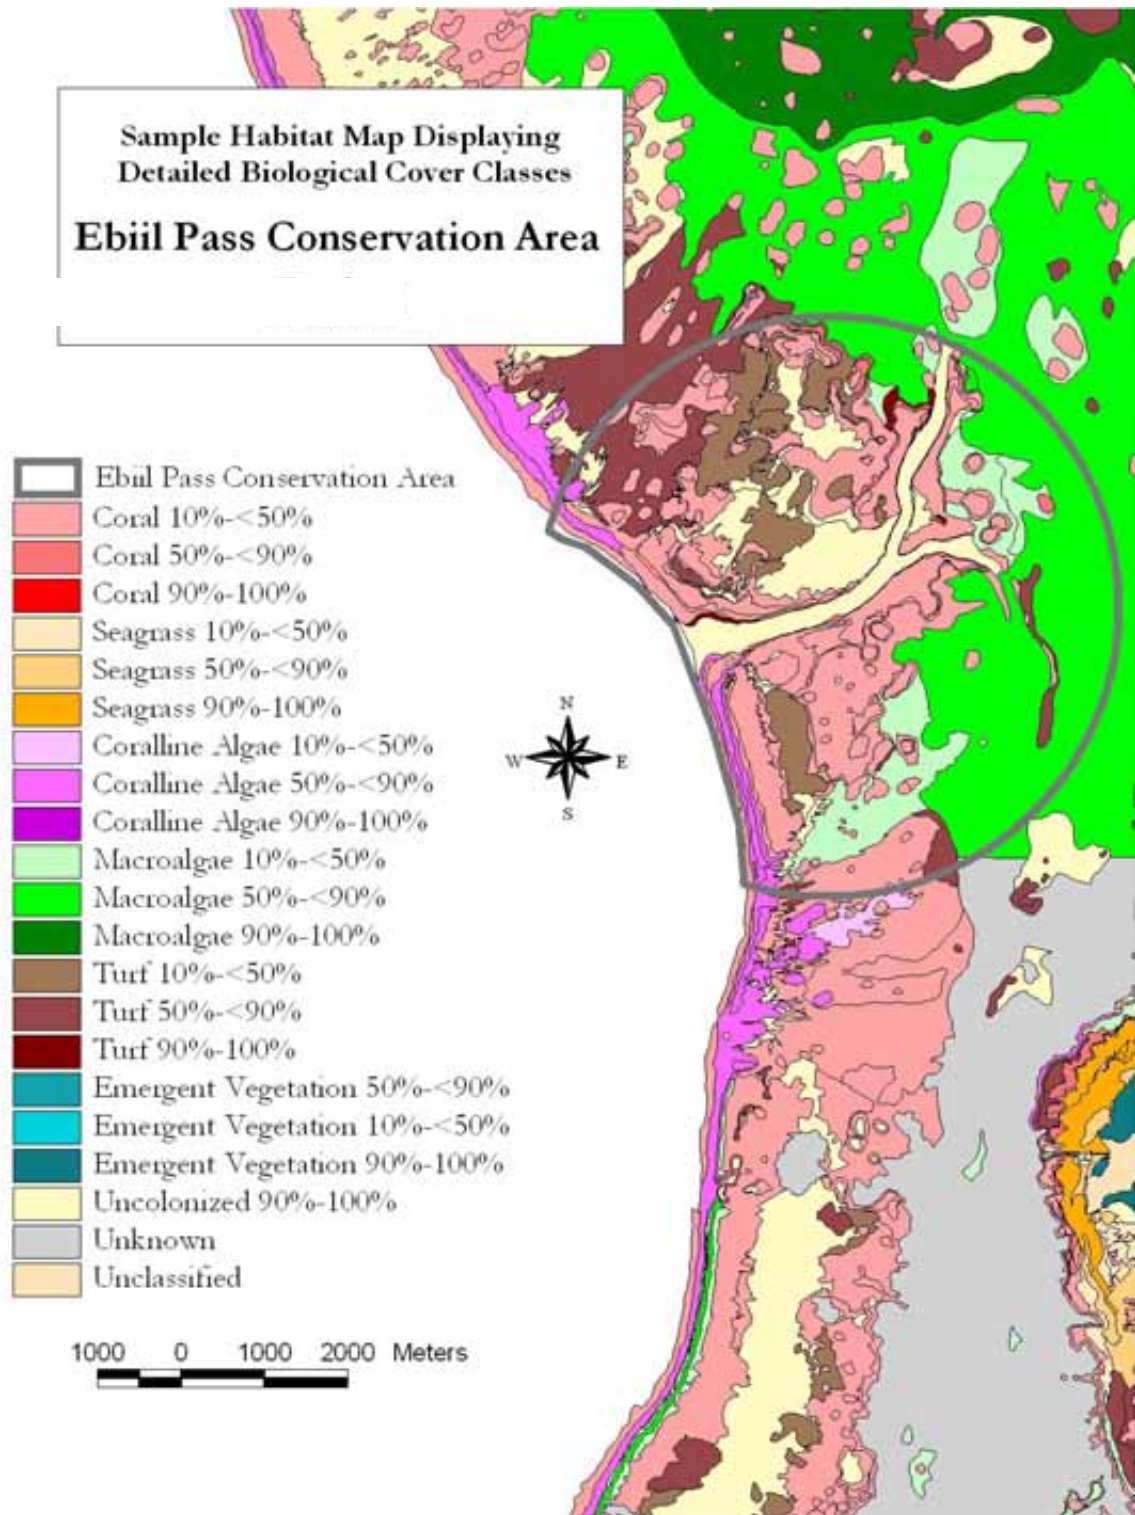 Sample Habitat Map Displaying
Detailed Biological Cover Classes
Ebiil Pass Conservation Area
Ebiil Pass Conservation Area
Coral 10%-<50%
Coral 50%-<90%
Coral 90%-100%
Seagrass 10%-<50%
Seagrass 50%-<90%
Seagrass 90%-100%
Coralline Algae 10%-<50%
Coralline Algae 50%-<90%
Coralline Algae 90%-100%
Macroalgae 10%-<50%
Macroalgae 50%-<90%
Macroalgae 90%-100%
Turf 10%-<50%
Turf 50%-<90%
Turf 90%-100%
Emergent Vegetation 50%-<90%
Emergent Vegetation 10%-<50%
Emergent Vegetation 90%-100%
Uncolonized 90%-100%
Unknown
Unclassified
N
W E
S
1000 0 1000 2000 Meters